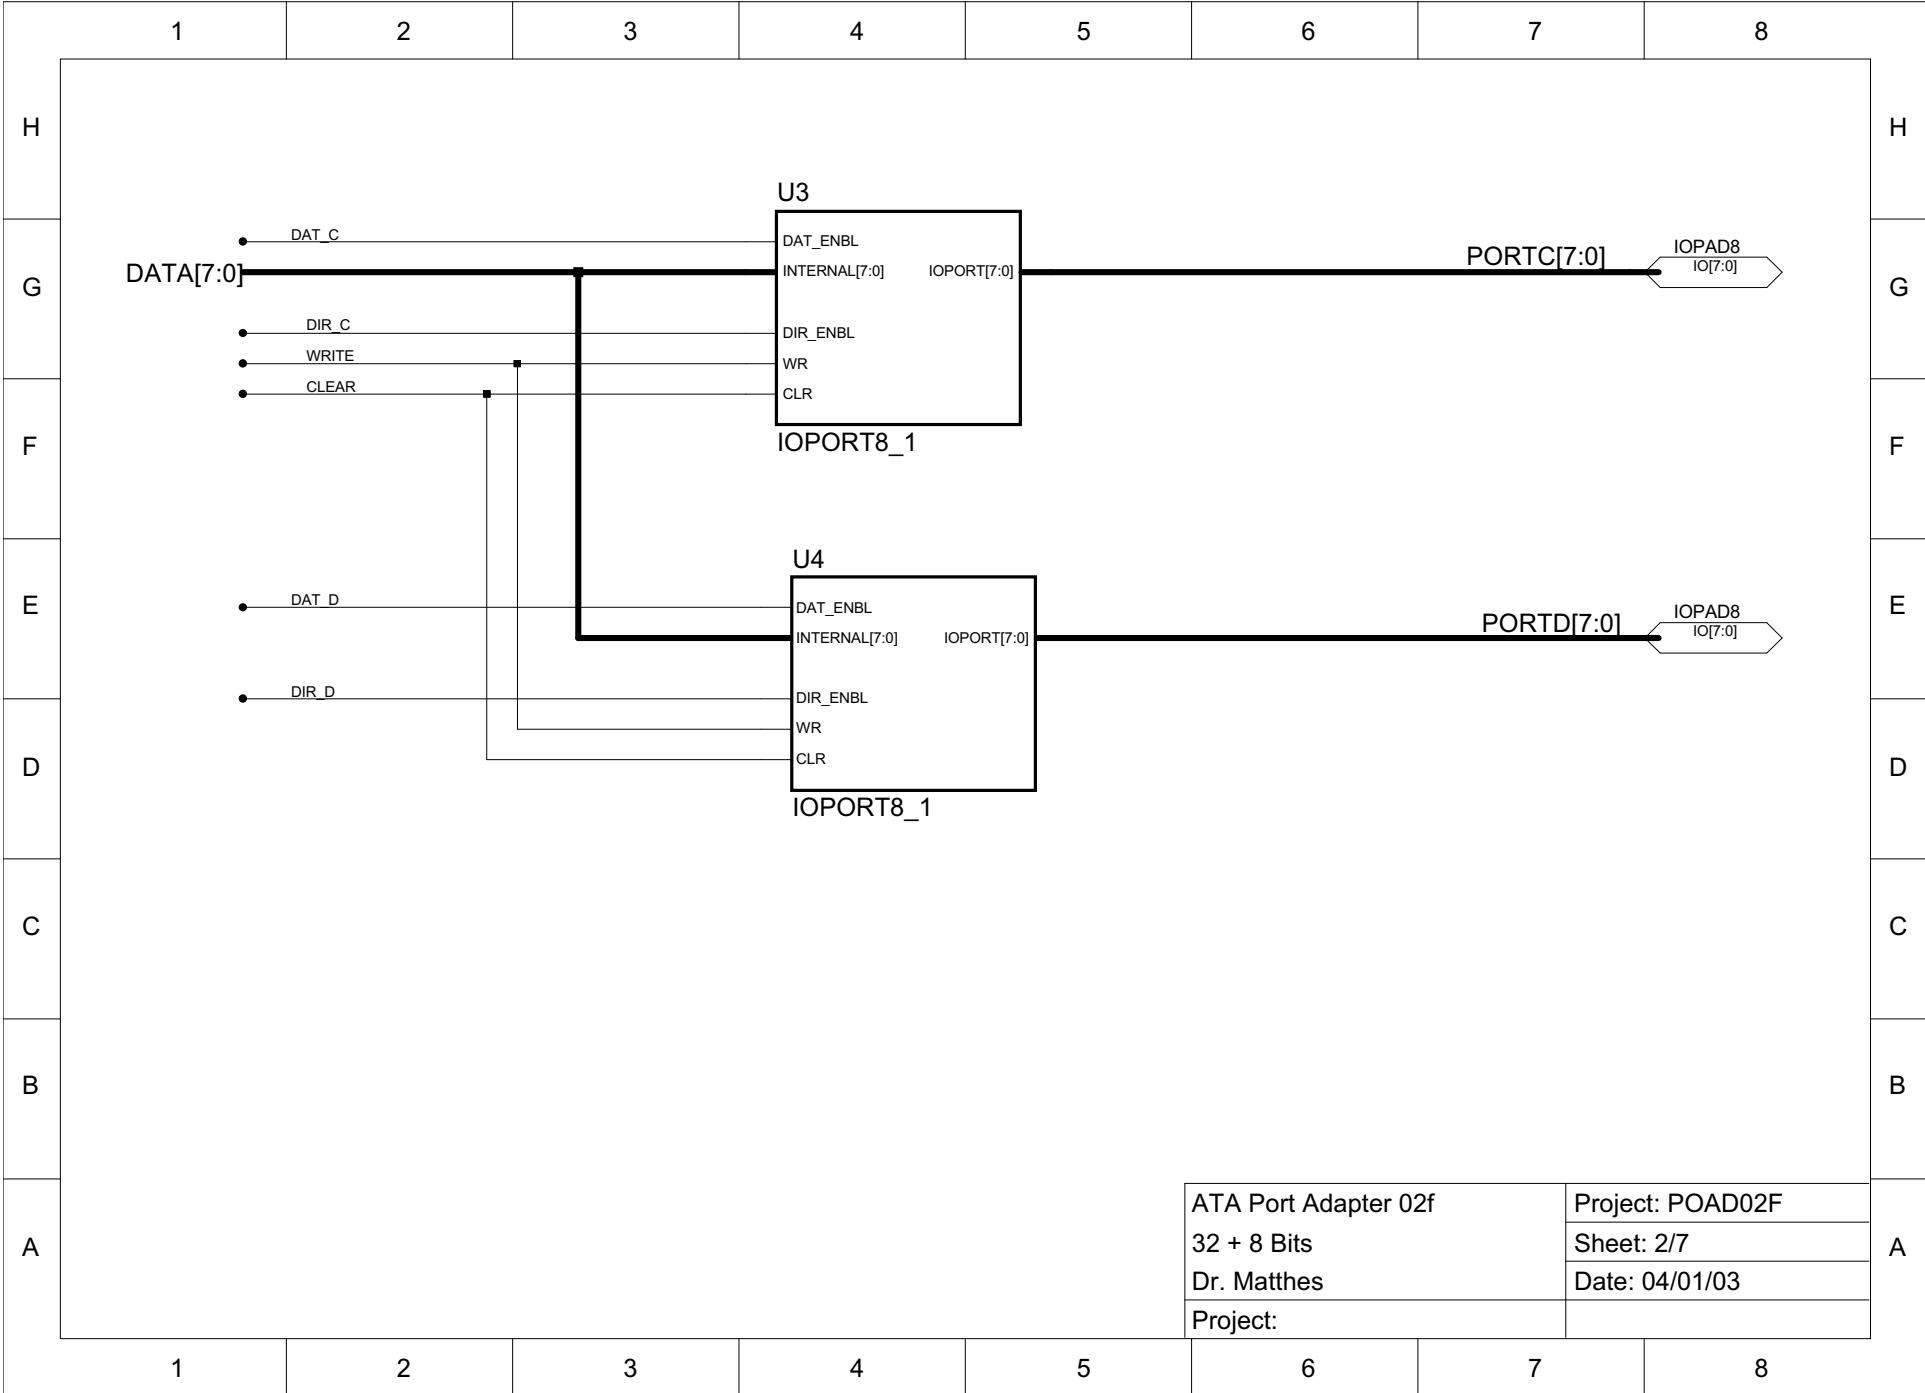 1 2 3 4 5 6 7 8
H H
U3
DAT_C DAT_ENBL
DATA[7:0] INTERNAL[7:0] IOPORT[7:0] PORTC[7:0] IOPAD8
IO[7:0]
G G
DIR_C DIR_ENBL
WRITE WR
CLEAR CLR
F F
IOPORT8_1
U4
E E
DAT_D DAT_ENBL
INTERNAL[7:0] IOPORT[7:0] PORTD[7:0] IOPAD8
IO[7:0]
DIR_D DIR_ENBL
WR
CLR
D D
IOPORT8_1
C C
B B
ATA Port Adapter 02f Project: POAD02F
A A
32 + 8 Bits Sheet: 2/7
Dr. Matthes Date: 04/01/03
Project:
1 2 3 4 5 6 7 8